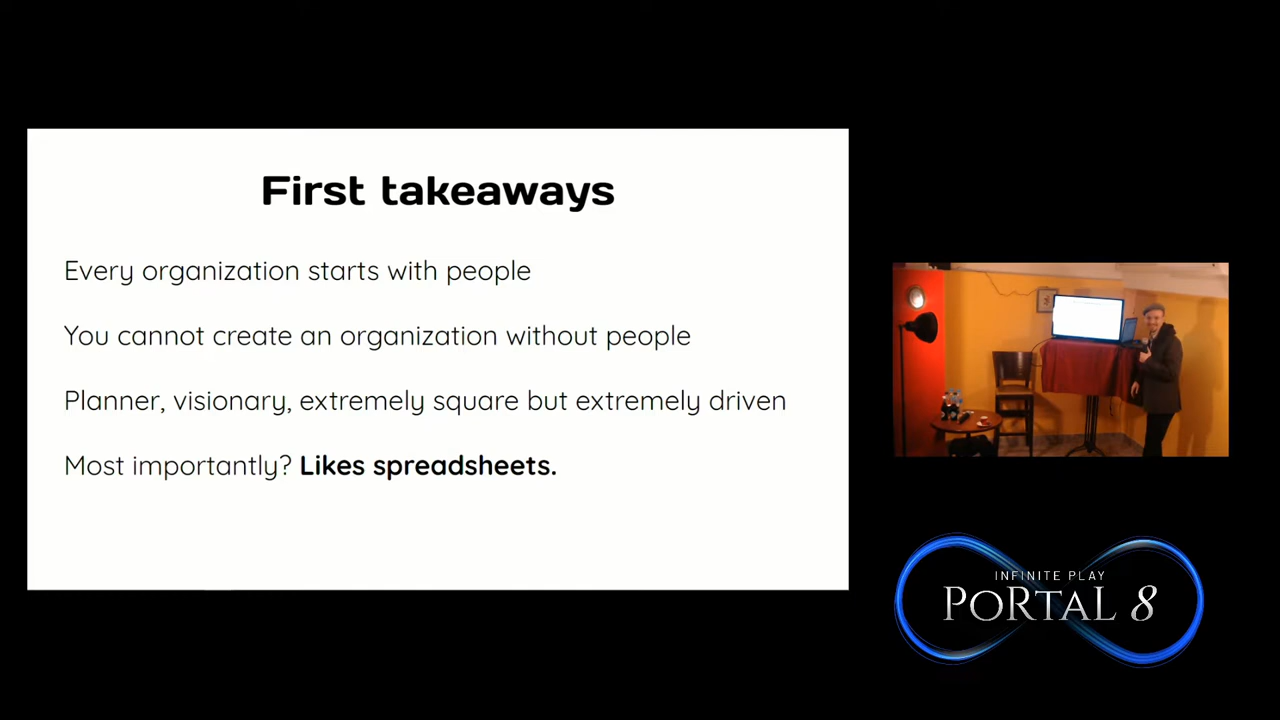 First takeaways
Every organization starts with people
You cannot create an organization without people
Planner, visionary, extremely square but extremely driven
Most importantly? Likes spreadsheets.
INFINITE PLAY
PORTAL 8